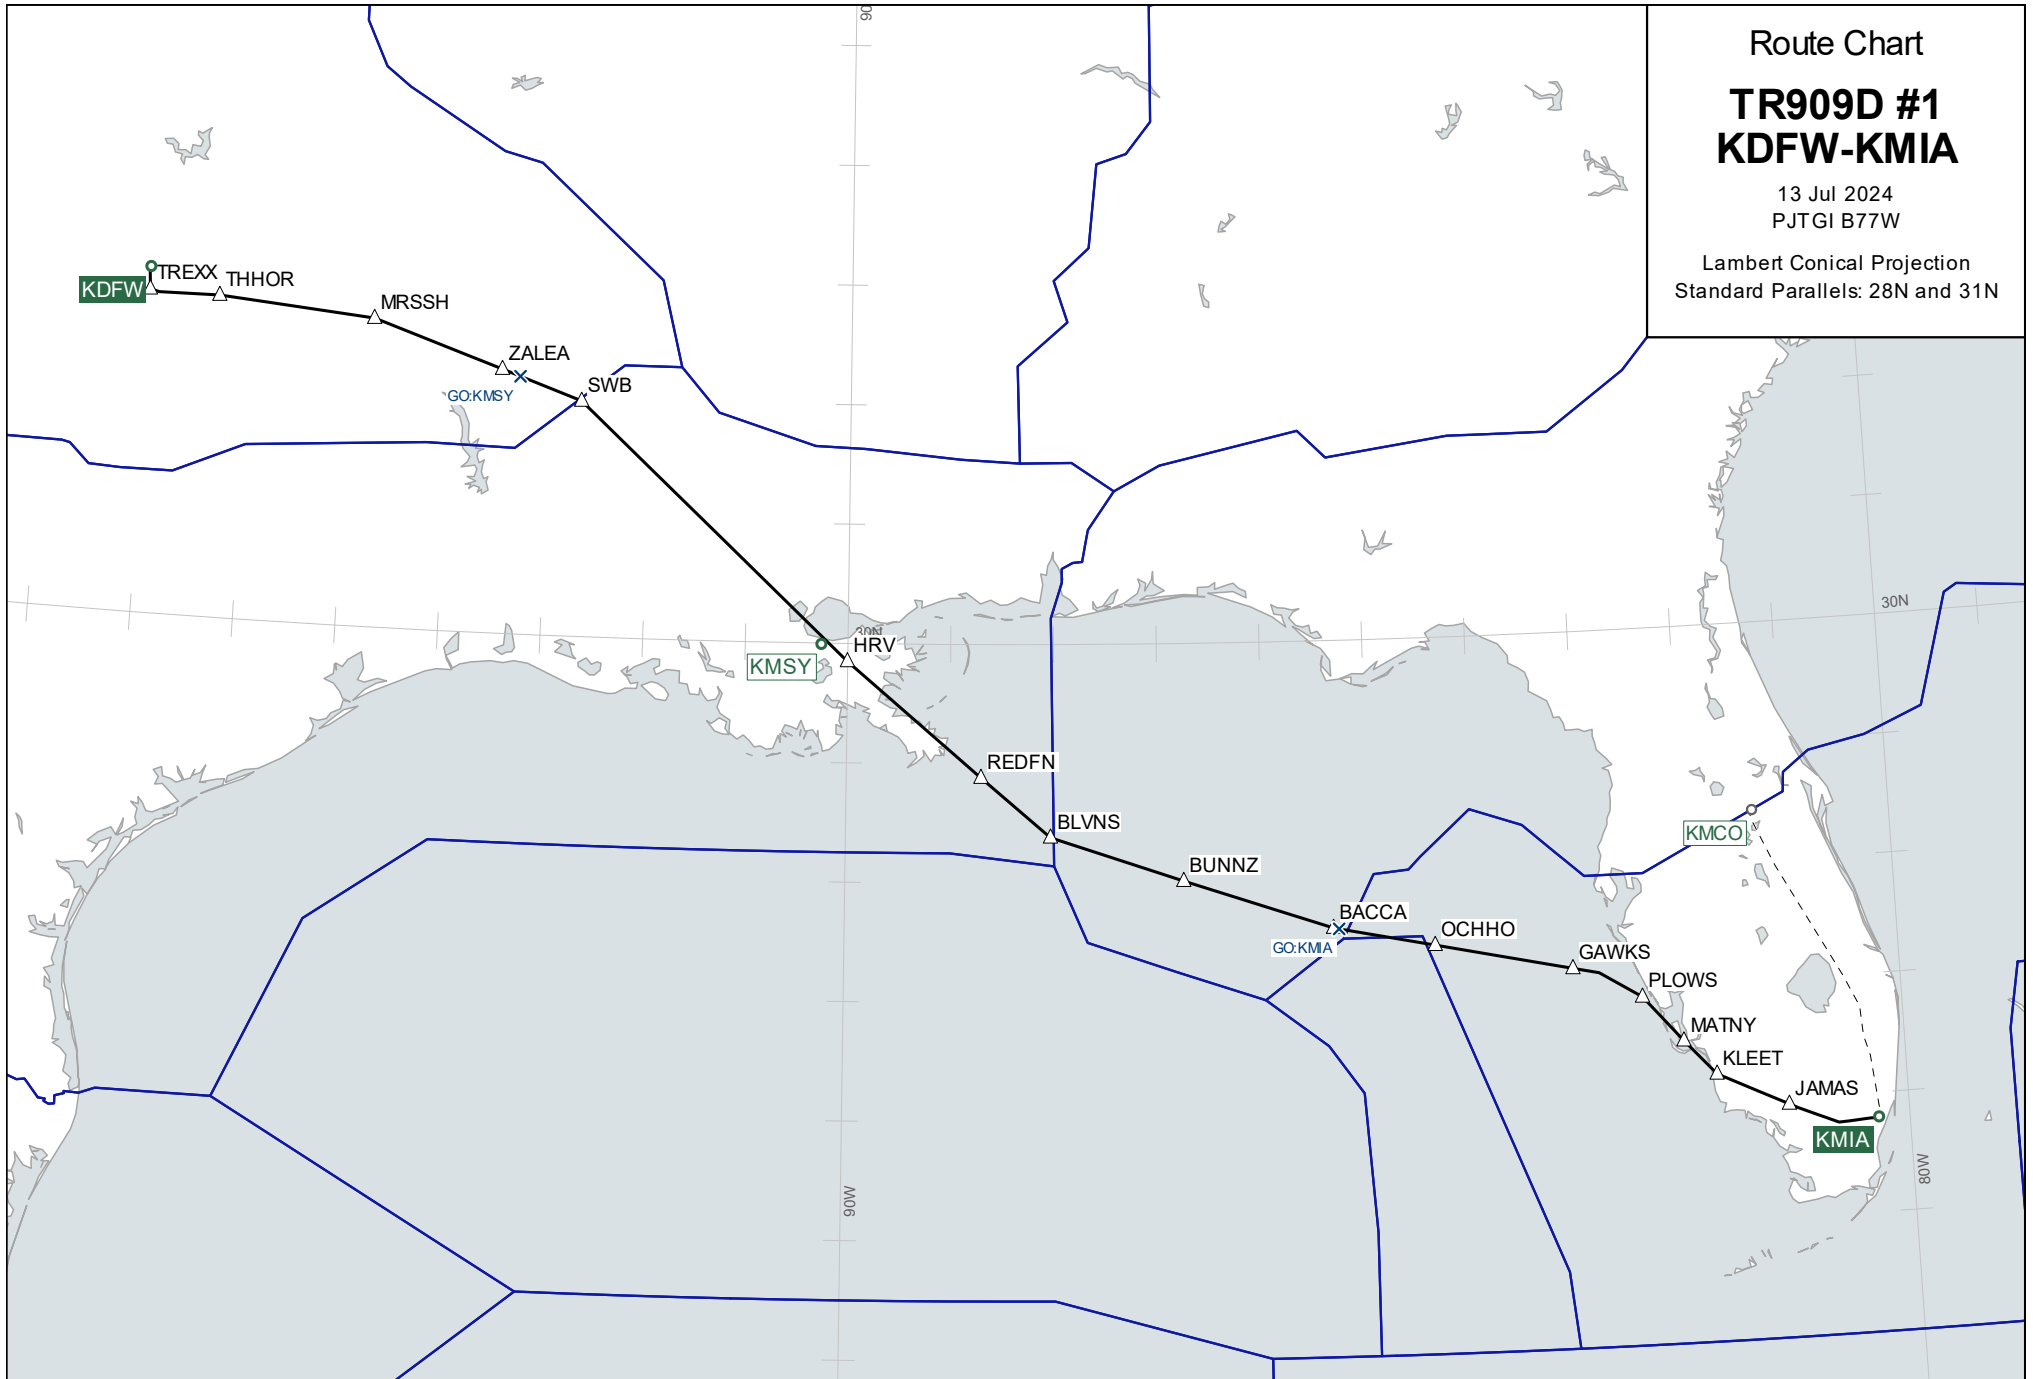 90
Route Chart
TR909D #1
KDFW-KMIA
13 Jul 2024
PJTGI B77W
Lambert Conical Projection
Standard Parallels: 28N and 31N
TREXX
THHOR
KDFW
MRSSH
ZALEA
SWB
GO:KMSY
30N
30N
HRV
KMSY
REDFN
BLVNS
KMCO
BUNNZ
BACCA
OCHHO
GO:KMIA
GAWKS
PLOWS
MATNY
KLEET
JAMAS
KMIA
80W
90W